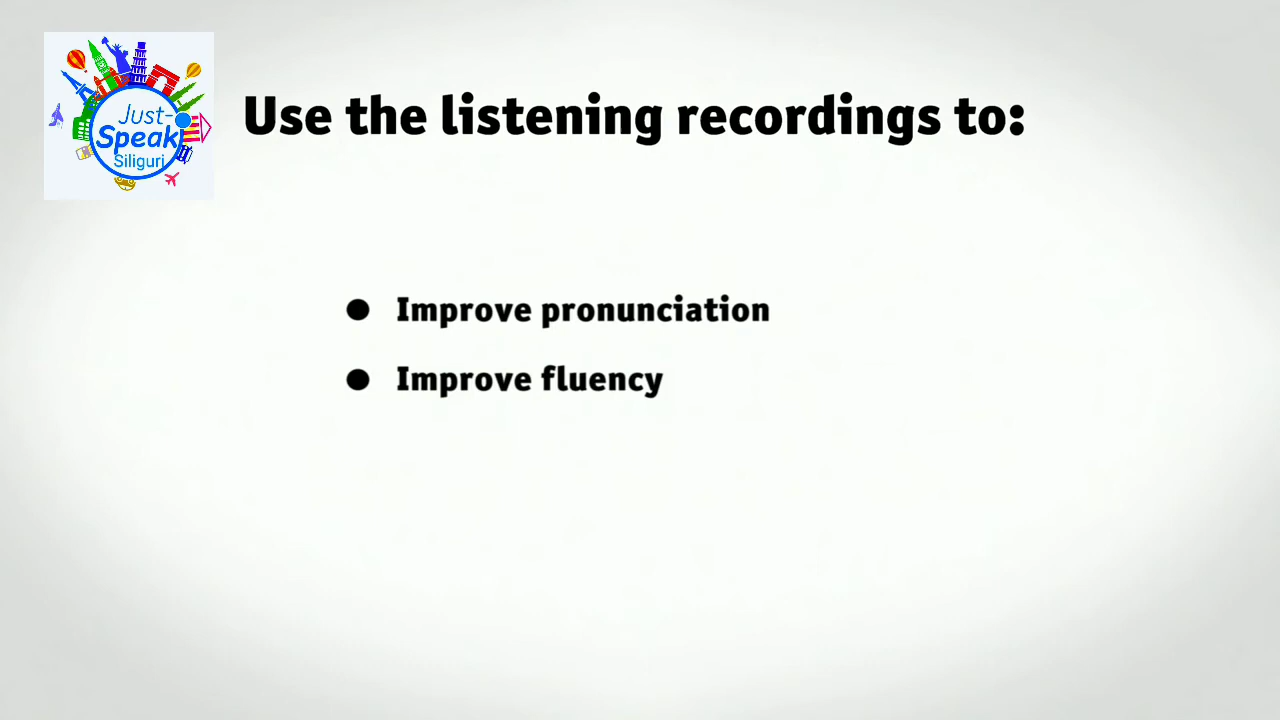 Just-
Speak
Siliguri
Use the listening recordings to:
● Improve pronunciation
● Improve fluency